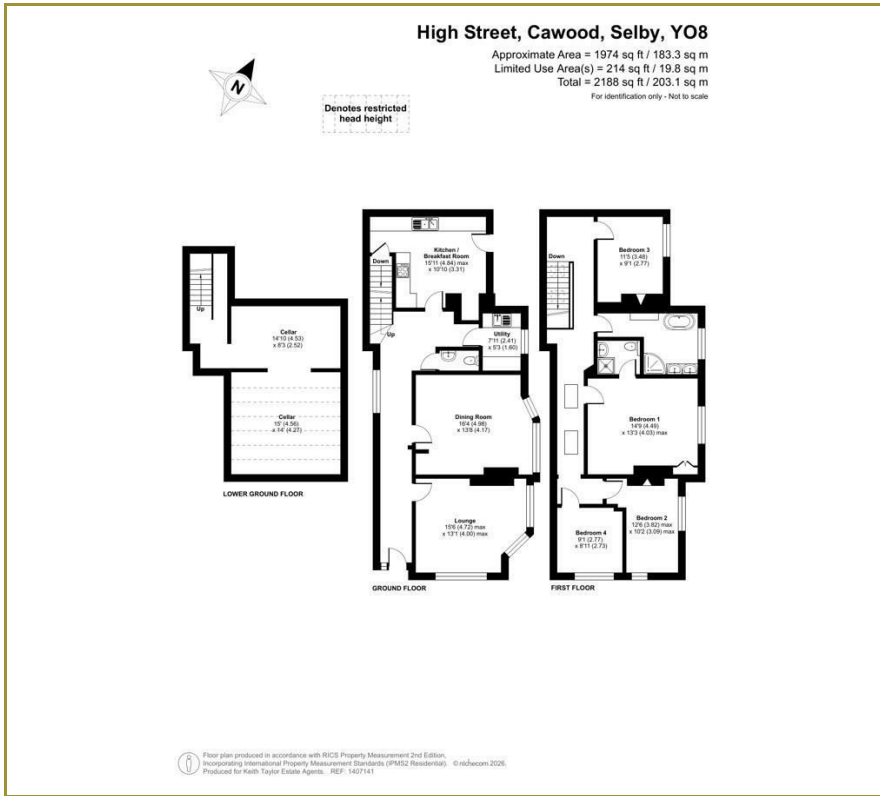 High Street, Cawood, Selby, YO8
Approximate Area = 1974 sq ft / 183.3 sq m
Limited Use Area(s) = 214 sq ft / 19.8 sq m
Total = 2188 sq ft / 203.1 sq m
For identification only - Not to scale
N
Denotes restricted
head height
Up
Cellar
14'10 (4.53)
x 8'3 (2.52)
Cellar
15' (4.56)
x 14' (4.27)
LOWER GROUND FLOOR
Down
Kitchen /
Breakfast Room
15'11 (4.84) max
x 10'10 (3.31)
Up
Utility
7'11 (2.41)
x 5'3 (1.60)
Dining Room
16'4 (4.98)
x 13'8 (4.17)
Lounge
15'6 (4.72) max
x 13'1 (4.00) max
GROUND FLOOR
Down
Bedroom 3
11'5 (3.48)
x 9'1 (2.77)
Bedroom 1
14'9 (4.49)
x 13'3 (4.03) max
Bedroom 2
12'6 (3.82) max
x 10'2 (3.09) max
Bedroom 4
9'1 (2.77)
x 8'11 (2.73)
FIRST FLOOR
Floor plan produced in accordance with RICS Property Measurement 2nd Edition,
Incorporating International Property Measurement Standards (IPMS2 Residential). © nichecom 2026.
Produced for Keith Taylor Estate Agents. REF: 1407141